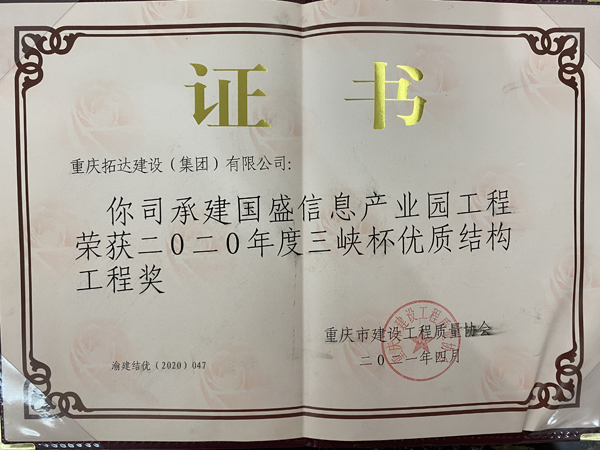 证 书
重庆拓达建设（集团）有限公司：
你司承建国盛信息产业园工程
荣获二〇二〇年度三峡杯优质结构
工程奖
重庆市建设工程质量协会
二〇二一年四月
渝建结优（2020）047